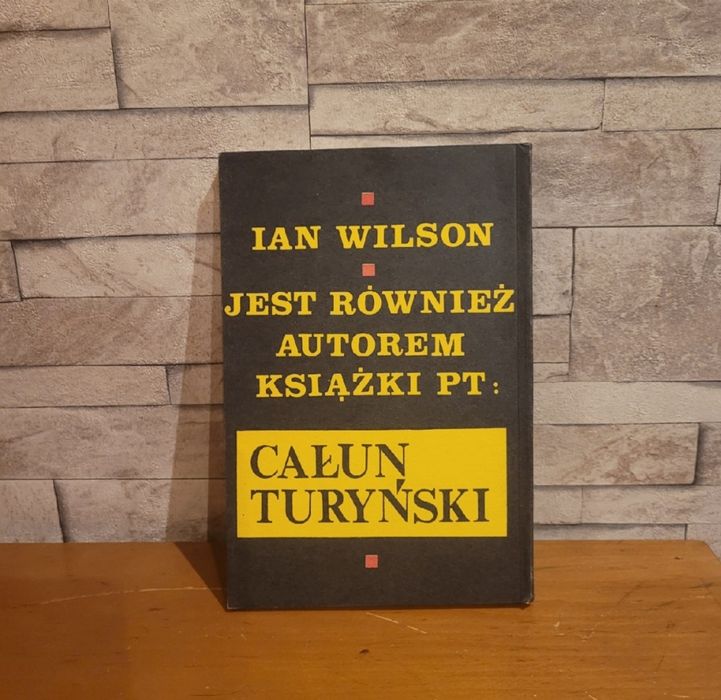 IAN WILSON
JEST RÓWNIEŻ
AUTOREM
KSIĄŻKI PT:
CAŁUN
TURYŃSKI